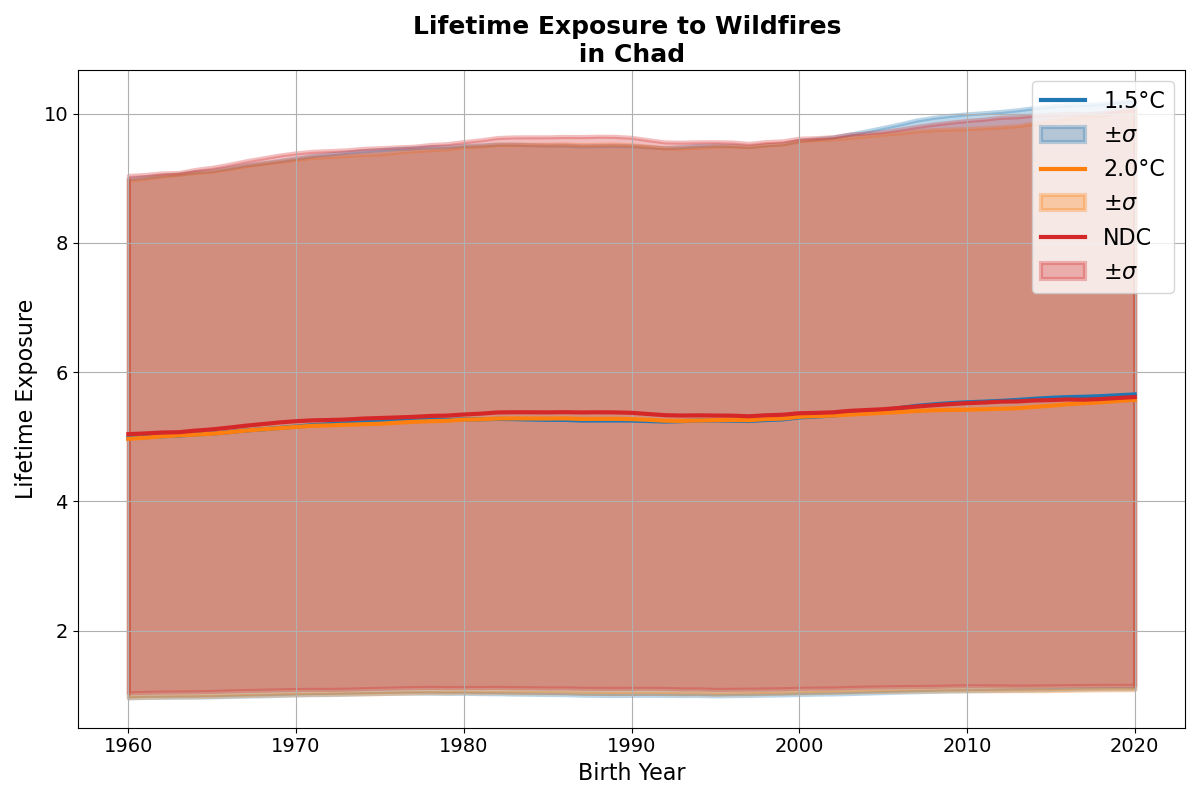 Lifetime Exposure to Wildfires
in Chad
10
8
6
4
2
Lifetime Exposure
1960
1970
1980
1990
2000
2010
2020
Birth Year
1.5°C
±σ
2.0°C
±σ
NDC
±σ